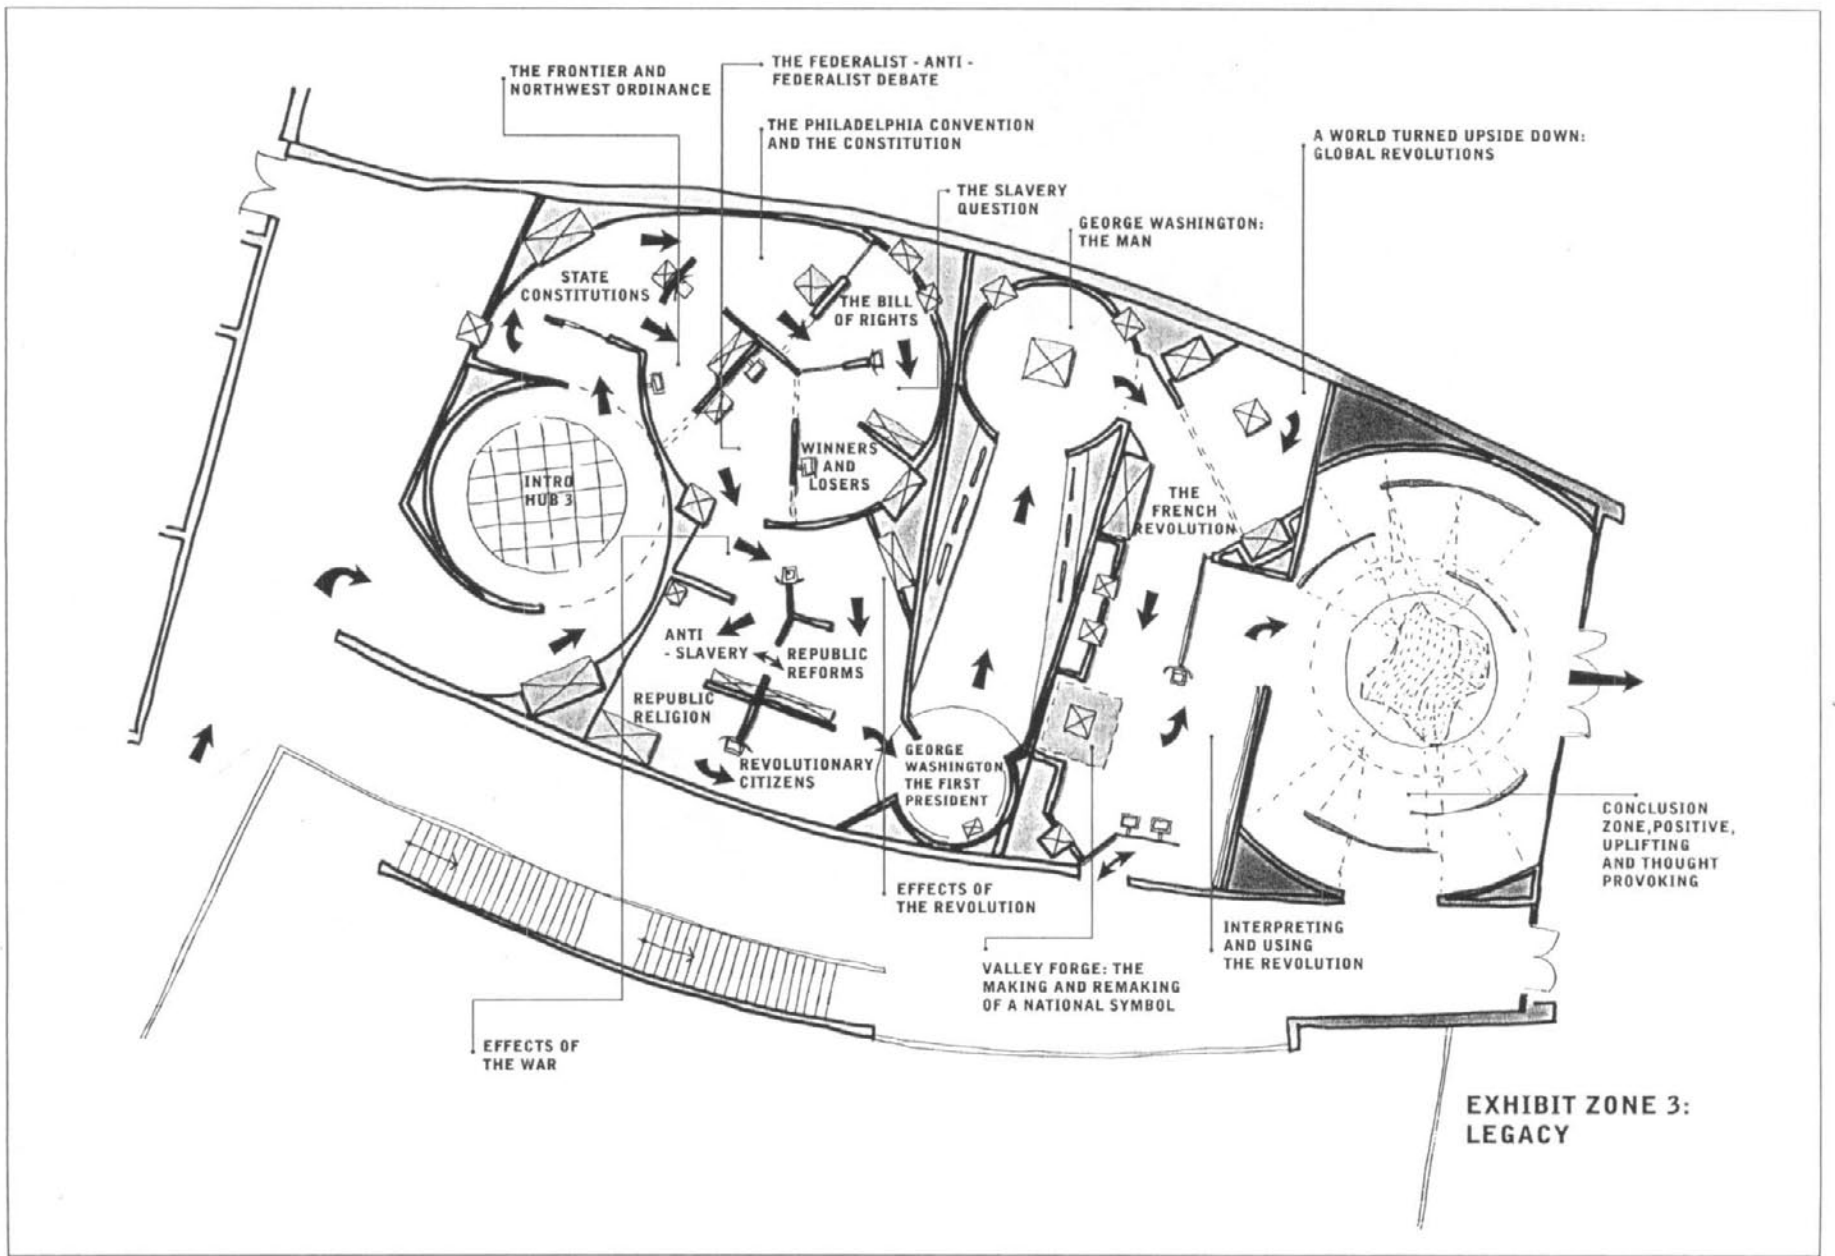 THE FRONTIER AND
NORTHWEST ORDINANCE
THE FEDERALIST - ANTI -
FEDERALIST DEBATE
THE PHILADELPHIA CONVENTION
AND THE CONSTITUTION
A WORLD TURNED UPSIDE DOWN:
GLOBAL REVOLUTIONS
THE SLAVERY
QUESTION
GEORGE WASHINGTON:
THE MAN
STATE
CONSTITUTIONS
THE BILL
OF RIGHTS
WINNERS
AND
LOSERS
INTRO
HUB 3
THE
FRENCH
REVOLUTION
ANTI
- SLAVERY
REPUBLIC
REFORMS
REPUBLIC
RELIGION
REVOLUTIONARY
CITIZENS
GEORGE
WASHINGTON
THE FIRST
PRESIDENT
CONCLUSION
ZONE, POSITIVE,
UPLIFTING
AND THOUGHT
PROVOKING
EFFECTS OF
THE REVOLUTION
INTERPRETING
AND USING
THE REVOLUTION
VALLEY FORGE: THE
MAKING AND REMAKING
OF A NATIONAL SYMBOL
EFFECTS OF
THE WAR
EXHIBIT ZONE 3:
LEGACY